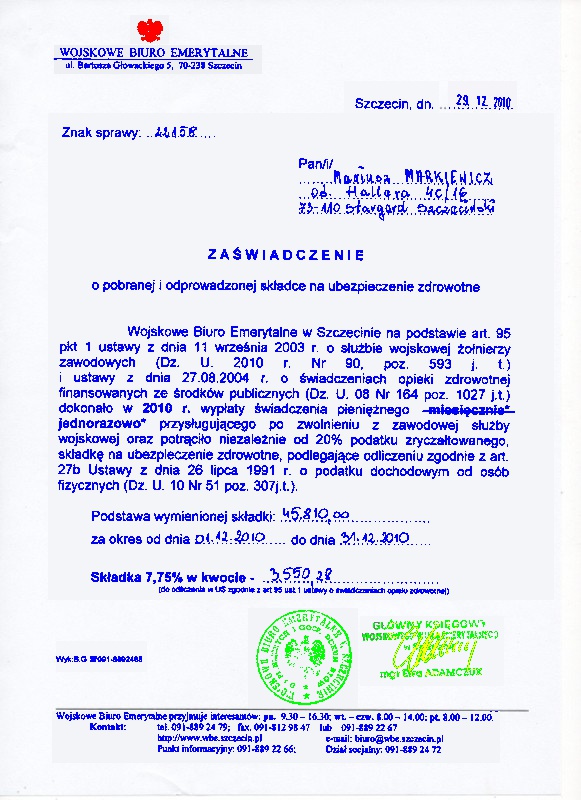 WOJSKOWE BIURO EMERYTALNE
ul. Bartosza Głowackiego 5, 70-238 Szczecin
Szczecin, dn. ...29.12.2010.
Znak sprawy: ..22158....
Pan/i/
Mariusz MARKIEWICZ
os. Hallera 4c/16
73-110 Stargard Szczeciński
ZAŚWIADCZENIE
o pobranej i odprowadzonej składce na ubezpieczenie zdrowotne
Wojskowe Biuro Emerytalne w Szczecinie na podstawie art. 95
pkt 1 ustawy z dnia 11 września 2003 r. o służbie wojskowej żołnierzy
zawodowych (Dz. U. 2010 r. Nr 90, poz. 593 j. t.)
i ustawy z dnia 27.08.2004 r. o świadczeniach opieki zdrowotnej
finansowanych ze środków publicznych (Dz. U. 08 Nr 164 poz. 1027 j.t.)
dokonało w 2010 r. wypłaty świadczenia pieniężnego miesięcznie*
jednorazowo* przysługującego po zwolnieniu z zawodowej służby
wojskowej oraz potrąciło niezależnie od 20% podatku zryczałtowanego,
składkę na ubezpieczenie zdrowotne, podlegające odliczeniu zgodnie z art.
27b Ustawy z dnia 26 lipca 1991 r. o podatku dochodowym od osób
fizycznych (Dz. U. 10 Nr 51 poz. 307j.t.).
Podstawa wymienionej składki: 45.810,00
za okres od dnia 01.12.2010 do dnia 31.12.2010
Składka 7,75% w kwocie - 3.550,28
(do odliczenia w US zgodnie z art 95 ust 1 ustawy o świadczeniach opieki zdrowotnej)
GŁÓWNY KSIĘGOWY
WOJSKOWEGO BIURA EMERYTALNEGO
mgr Ewa ADAMCZUK
Wyk. B.G
Wojskowe Biuro Emerytalne przyjmuje interesantów: pn. 9.30 – 16.30; wt. – czw. 8.00 – 14.00; pt. 8.00 – 12.00.
Kontakt: tel. 091-889 24 79; fax. 091-812 98 47 lub 091-889 22 67
http://www.wbe.szczecin.pl e-mail: biuro@wbe.szczecin.pl
Punkt informacyjny: 091-889 22 66; Dział socjalny: 091-889 24 72